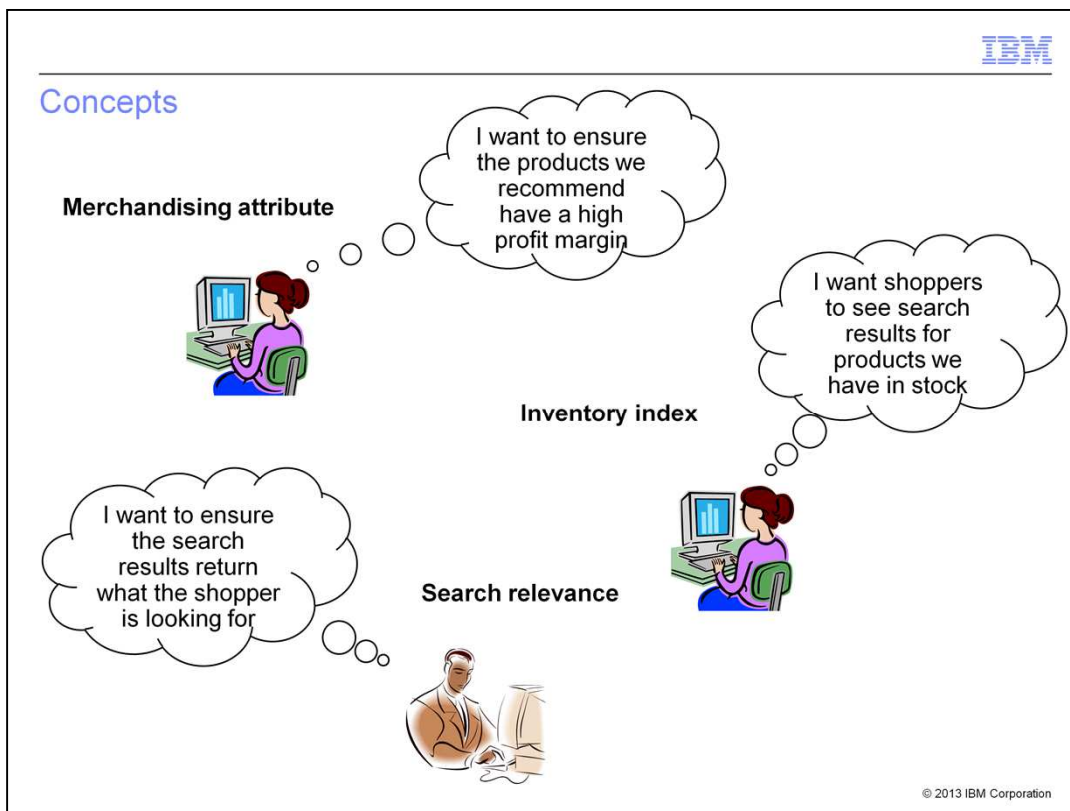 IBM
Concepts
I want to ensure
the products we
recommend
have a high
profit margin
Merchandising attribute
I want shoppers
to see search
results for
products we
have in stock
Inventory index
I want to ensure
the search
results return
what the shopper
is looking for
Search relevance
© 2013 IBM Corporation